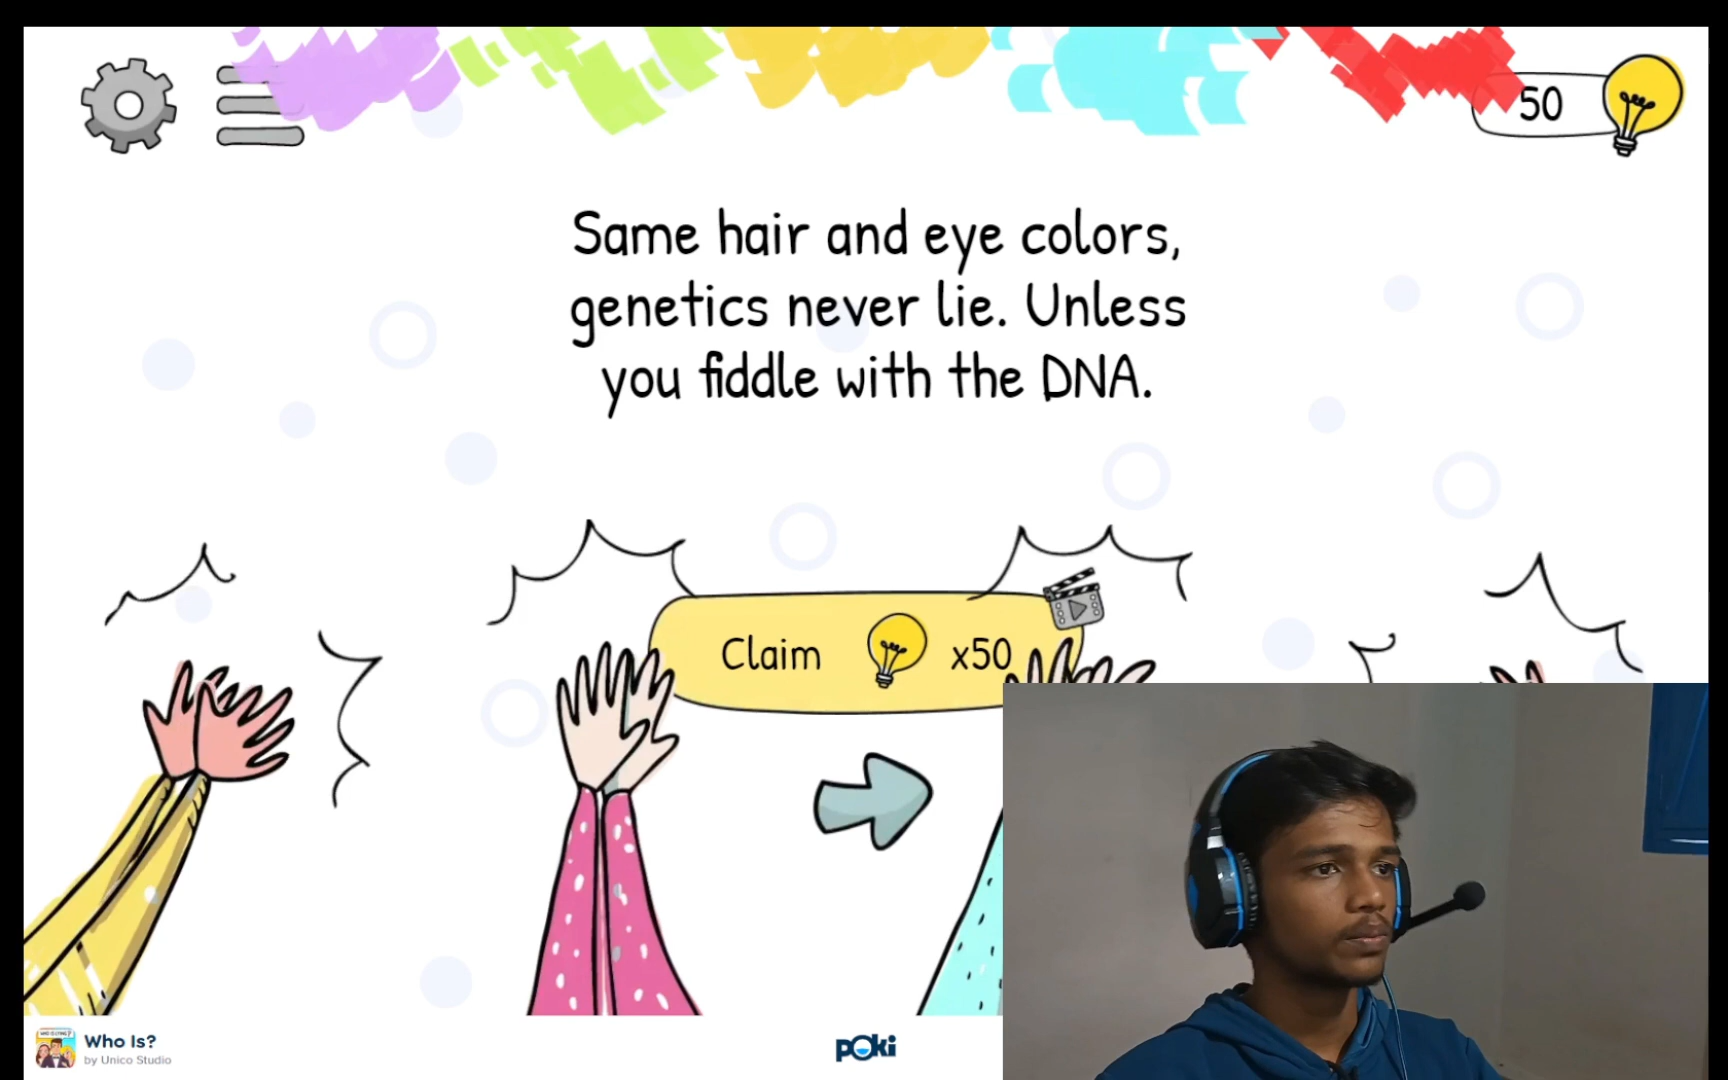 50
Same hair and eye colors,
genetics never lie. Unless
you fiddle with the DNA.
Claim x50
Who Is?
by Unico Studio
poki